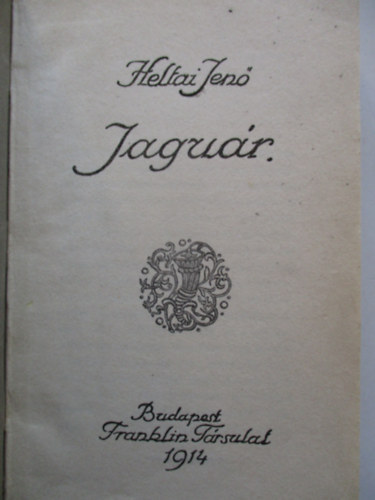 Heltai Jenő
Jaguár.
Budapest
Franklin Társulat
1914